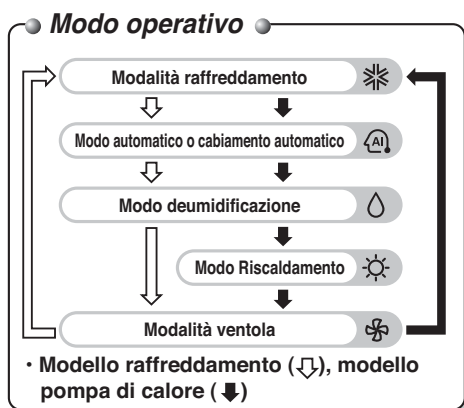 Modo operativo
Modalità raffreddamento
Modo automatico o cabiamento automatico
AI
Modo deumidificazione
Modo Riscaldamento
Modalità ventola
• Modello raffreddamento (⇩), modello
pompa di calore (⬇)